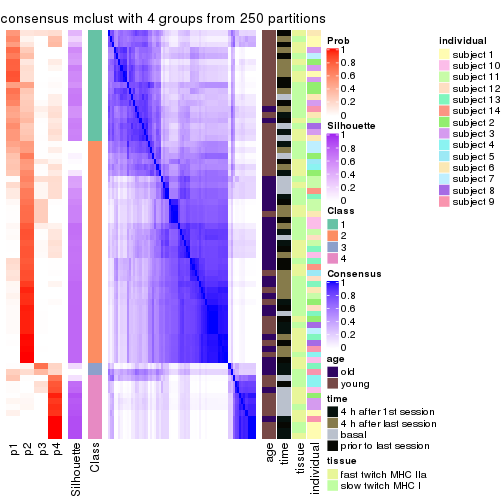 consensus mclust with 4 groups from 250 partitions
p1
p2
p3
p4
Silhouette
Class
age
time
tissue
individual
Prob
1
0.8
0.6
0.4
0.2
0
Silhouette
1
0.8
0.6
0.4
0.2
0
Class
1
2
3
4
Consensus
1
0.8
0.6
0.4
0.2
0
age
old
young
time
4 h after 1st session
4 h after last session
basal
prior to last session
tissue
fast twitch MHC IIa
slow twitch MHC I
individual
subject 1
subject 10
subject 11
subject 12
subject 13
subject 14
subject 2
subject 3
subject 4
subject 5
subject 6
subject 7
subject 8
subject 9